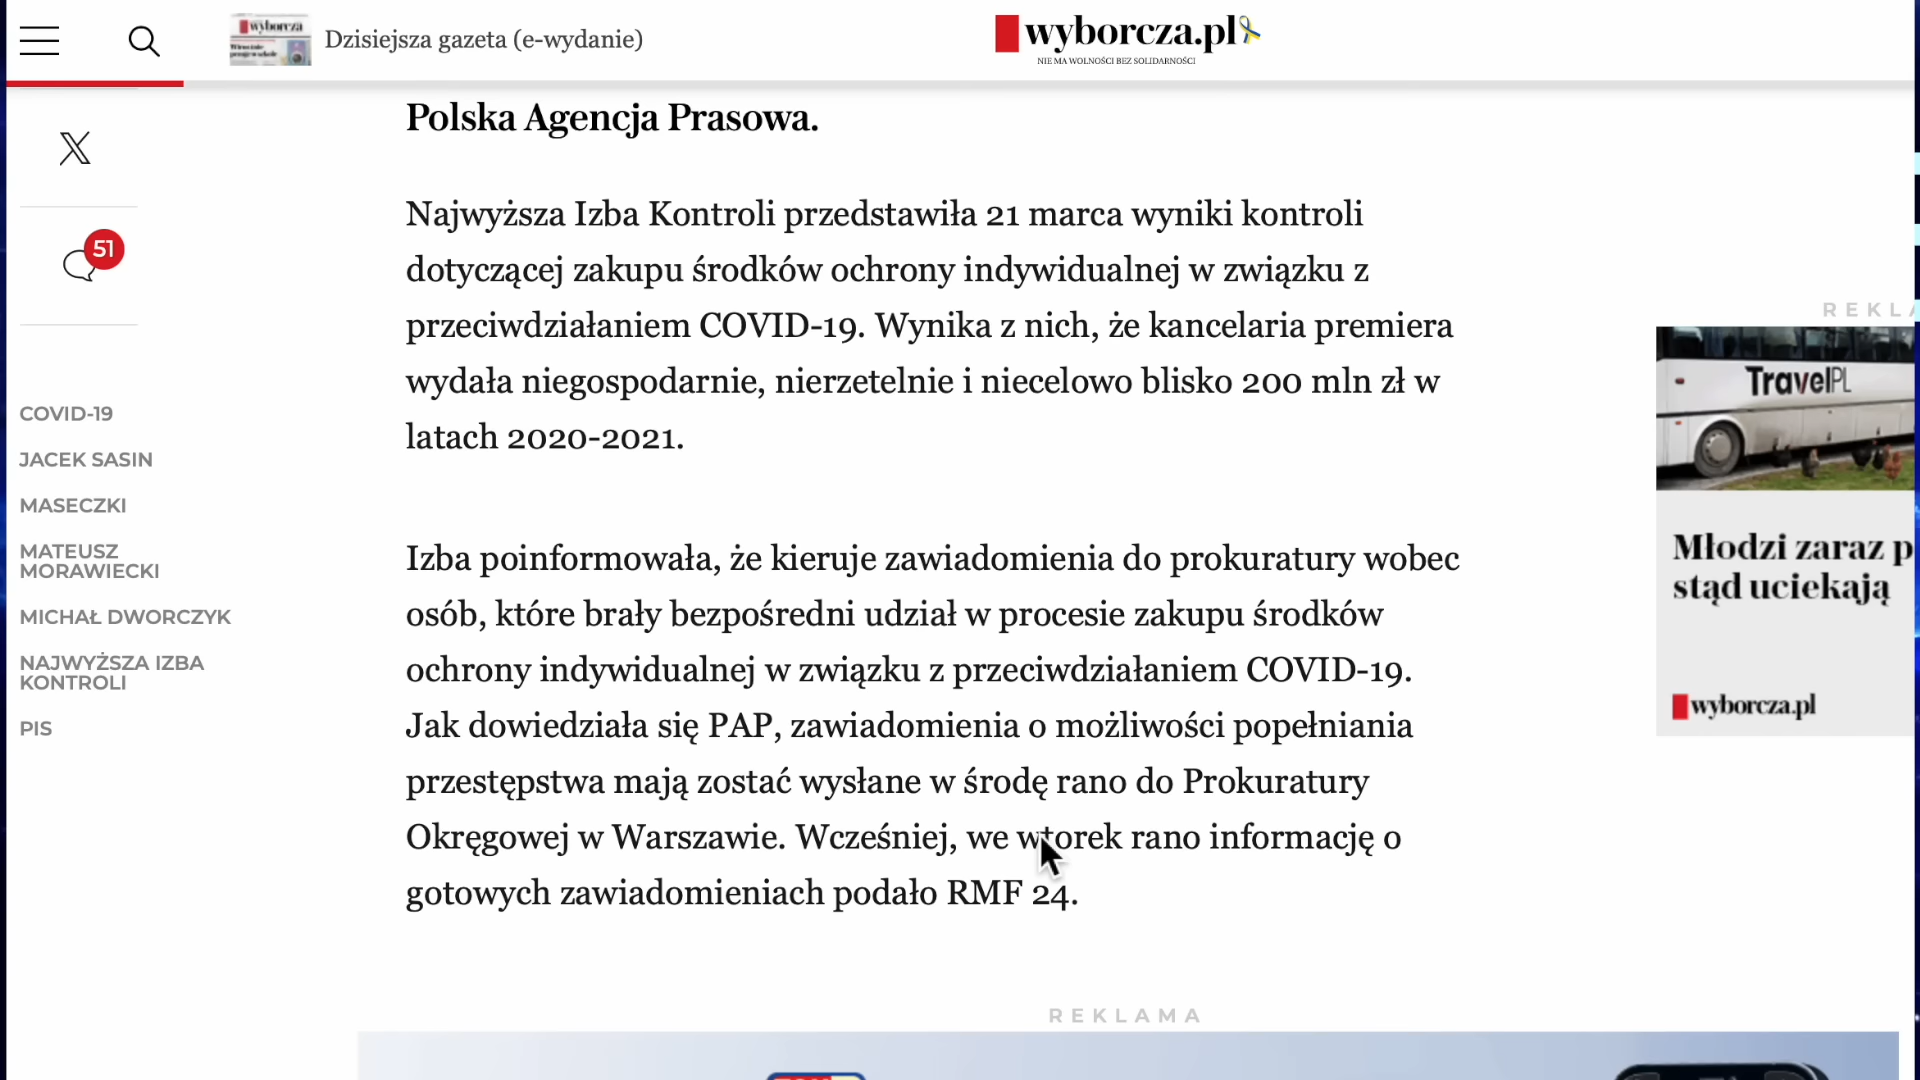 wyborcza
Dzisiejsza gazeta (e-wydanie)
wyborcza.pl
NIE MA WOLNOŚCI BEZ SOLIDARNOŚCI
51
COVID-19
JACEK SASIN
MASECZKI
MATEUSZ
MORAWIECKI
MICHAŁ DWORCZYK
NAJWYŻSZA IZBA
KONTROLI
PIS
Polska Agencja Prasowa.
Najwyższa Izba Kontroli przedstawiła 21 marca wyniki kontroli
dotyczącej zakupu środków ochrony indywidualnej w związku z
przeciwdziałaniem COVID-19. Wynika z nich, że kancelaria premiera
wydała niegospodarnie, nierzetelnie i niecelowo blisko 200 mln zł w
latach 2020-2021.
Izba poinformowała, że kieruje zawiadomienia do prokuratury wobec
osób, które brały bezpośredni udział w procesie zakupu środków
ochrony indywidualnej w związku z przeciwdziałaniem COVID-19.
Jak dowiedziała się PAP, zawiadomienia o możliwości popełniania
przestępstwa mają zostać wysłane w środę rano do Prokuratury
Okręgowej w Warszawie. Wcześniej, we wtorek rano informację o
gotowych zawiadomieniach podało RMF 24.
REKLAMA
REKLA
TravelPL
Młodzi zaraz p
stąd uciekają
wyborcza.pl